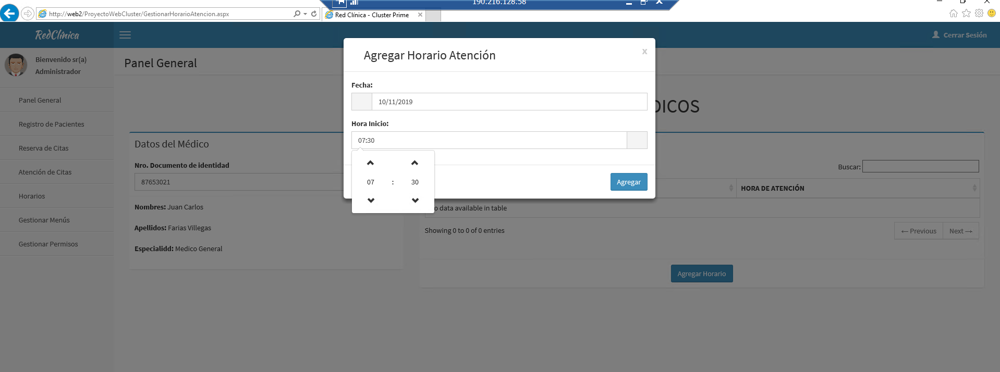 190.216.128.58
http://web2/ProyectoWebCluster/GestionarHorarioAtencion.aspx
Red Clínica - Cluster Prime
RedClínica
Cerrar Sesión
Bienvenido sr(a)
Administrador
Panel General
Registro de Pacientes
Reserva de Citas
Atención de Citas
Horarios
Gestionar Menús
Gestionar Permisos
Panel General
DICOS
Datos del Médico
Nro. Documento de identidad
87653021
Nombres: Juan Carlos
Apellidos: Farias Villegas
Especialidd: Medico General
Agregar Horario Atención
x
Fecha:
10/11/2019
Hora Inicio:
07:30
07 : 30
Agregar
Buscar:
HORA DE ATENCIÓN
o data available in table
Showing 0 to 0 of 0 entries
← Previous
Next →
Agregar Horario